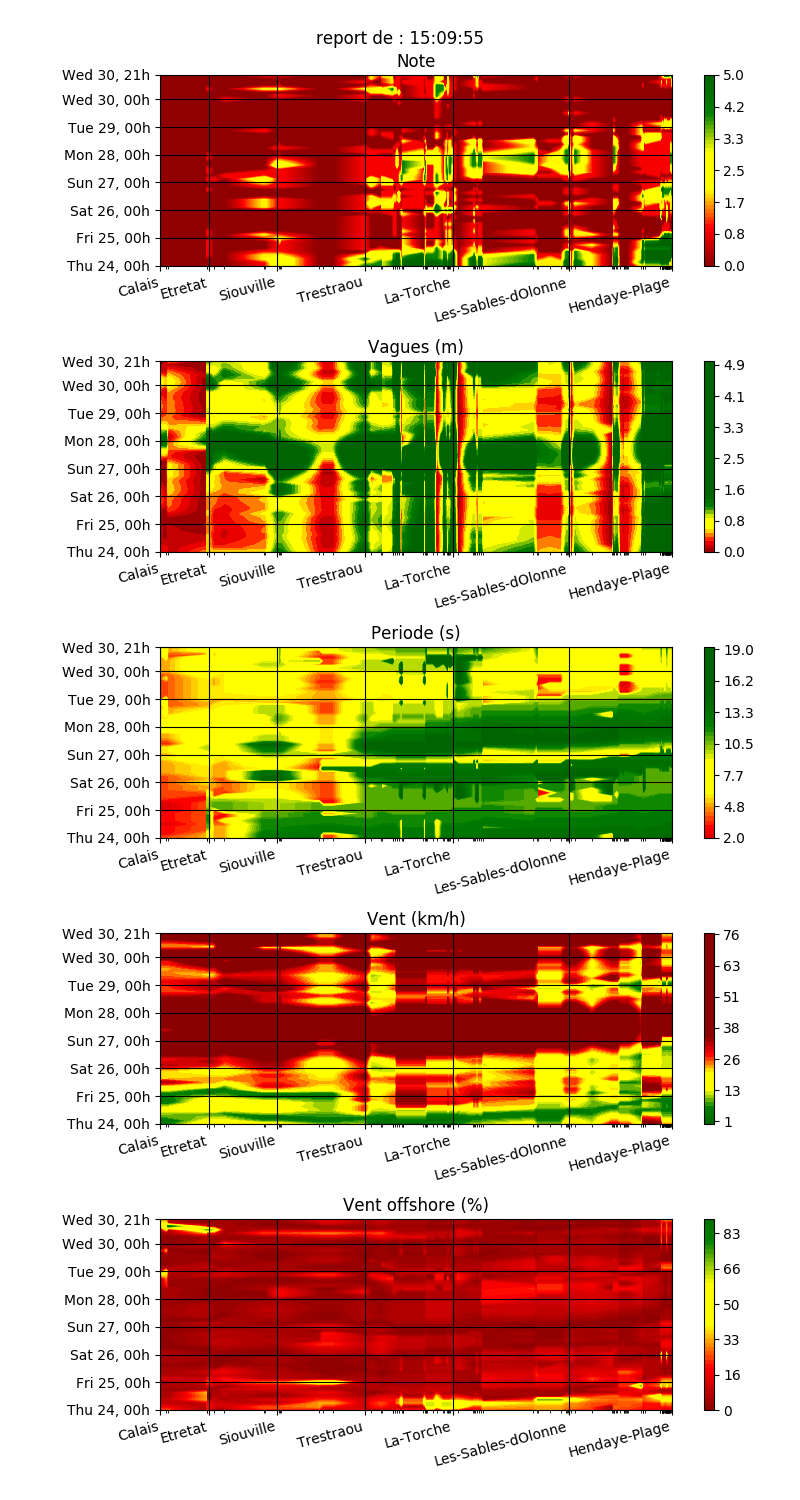 report de : 15:09:55
Note
Wed 30, 21h
Wed 30, 00h
Tue 29, 00h
Mon 28, 00h
Sun 27, 00h
Sat 26, 00h
Fri 25, 00h
Thu 24, 00h
5.0
4.2
3.3
2.5
1.7
0.8
0.0
Calais
Etretat
Siouville
Trestraou
La-Torche
Les-Sables-dOlonne
Hendaye-Plage
Vagues (m)
Wed 30, 21h
Wed 30, 00h
Tue 29, 00h
Mon 28, 00h
Sun 27, 00h
Sat 26, 00h
Fri 25, 00h
Thu 24, 00h
4.9
4.1
3.3
2.5
1.6
0.8
0.0
Calais
Etretat
Siouville
Trestraou
La-Torche
Les-Sables-dOlonne
Hendaye-Plage
Periode (s)
Wed 30, 21h
Wed 30, 00h
Tue 29, 00h
Mon 28, 00h
Sun 27, 00h
Sat 26, 00h
Fri 25, 00h
Thu 24, 00h
19.0
16.2
13.3
10.5
7.7
4.8
2.0
Calais
Etretat
Siouville
Trestraou
La-Torche
Les-Sables-dOlonne
Hendaye-Plage
Vent (km/h)
Wed 30, 21h
Wed 30, 00h
Tue 29, 00h
Mon 28, 00h
Sun 27, 00h
Sat 26, 00h
Fri 25, 00h
Thu 24, 00h
76
63
51
38
26
13
1
Calais
Etretat
Siouville
Trestraou
La-Torche
Les-Sables-dOlonne
Hendaye-Plage
Vent offshore (%)
Wed 30, 21h
Wed 30, 00h
Tue 29, 00h
Mon 28, 00h
Sun 27, 00h
Sat 26, 00h
Fri 25, 00h
Thu 24, 00h
83
66
50
33
16
0
Calais
Etretat
Siouville
Trestraou
La-Torche
Les-Sables-dOlonne
Hendaye-Plage